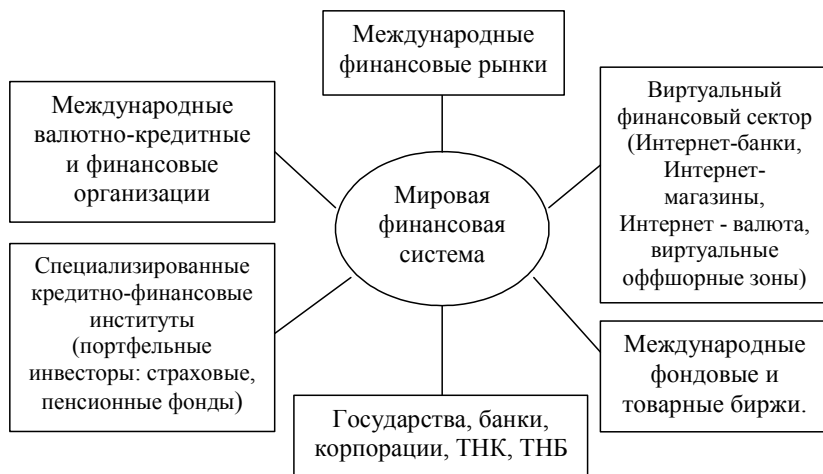 Международные
финансовые рынки
Международные
валютно-кредитные
и финансовые
организации
Виртуальный
финансовый сектор
(Интернет-банки,
Интернет-
магазины,
Интернет - валюта,
виртуальные
оффшорные зоны)
Мировая
финансовая
система
Специализированные
кредитно-финансовые
институты
(портфельные
инвесторы: страховые,
пенсионные фонды)
Международные
фондовые и
товарные биржи.
Государства, банки,
корпорации, ТНК, ТНБ